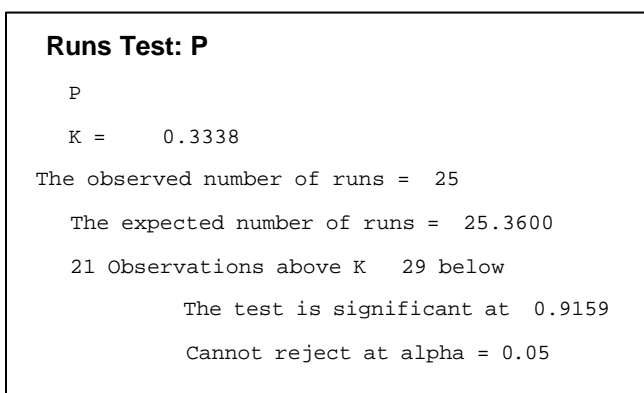 Runs Test: P
P
K = 0.3338
The observed number of runs = 25
The expected number of runs = 25.3600
21 Observations above K 29 below
The test is significant at 0.9159
Cannot reject at alpha = 0.05